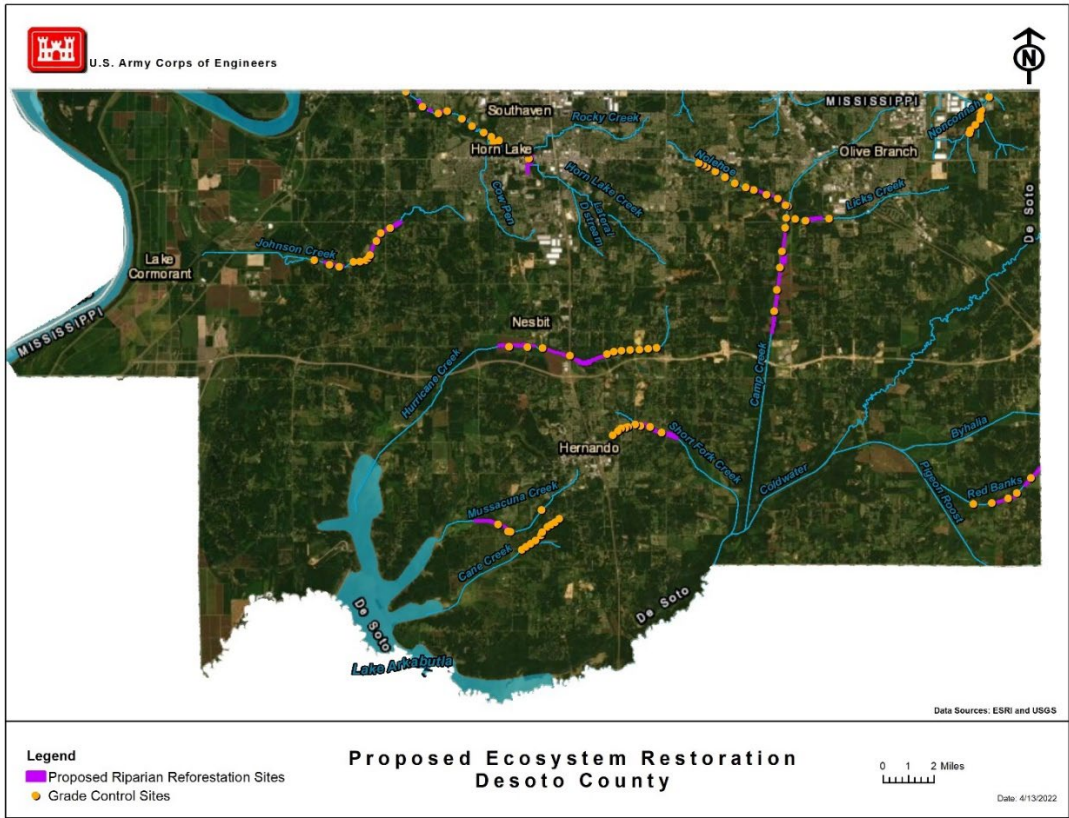 U.S. Army Corps of Engineers
N
Southaven
MISSISSIPPI
Rocky Creek
Nonconnah
Horn Lake
Nolehoe
Olive Branch
Horn Lake Creek
Cow Pen
Lateral
D stream
Licks Creek
De Soto
Johnson Creek
Lake
Cormorant
MISSISSIPPI
Nesbit
Hurricane Creek
Camp Creek
Hernando
Short Fork Creek
Byhalia
Coldwater
Pigeon Roost
Red Banks
Mussacuna Creek
Cane Creek
De Soto
De Soto
Lake Arkabutla
Data Sources: ESRI and USGS
Legend
Proposed Riparian Reforestation Sites
Grade Control Sites
Proposed Ecosystem Restoration
Desoto County
0 1 2 Miles
Date: 4/13/2022